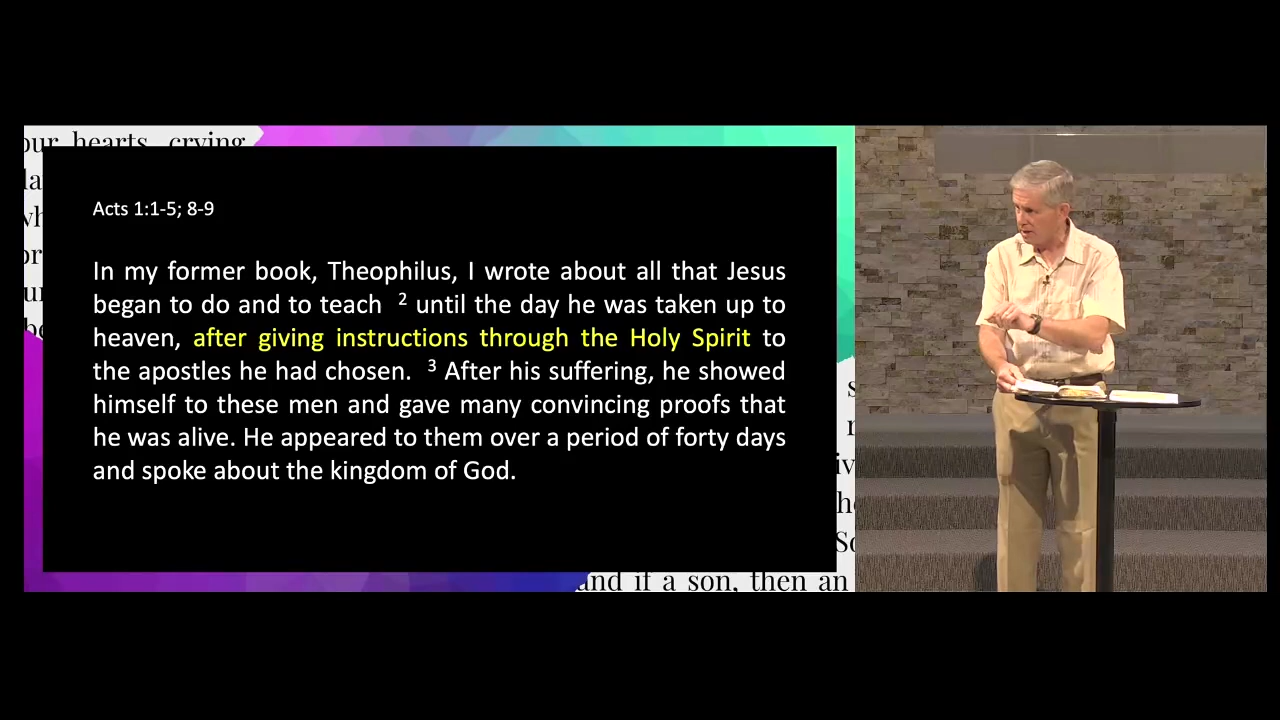 our hearts, crying
Acts 1:1-5; 8-9
In my former book, Theophilus, I wrote about all that Jesus
began to do and to teach 2 until the day he was taken up to
heaven, after giving instructions through the Holy Spirit to
the apostles he had chosen. 3 After his suffering, he showed
himself to these men and gave many convincing proofs that
he was alive. He appeared to them over a period of forty days
and spoke about the kingdom of God.
and if a son, then an